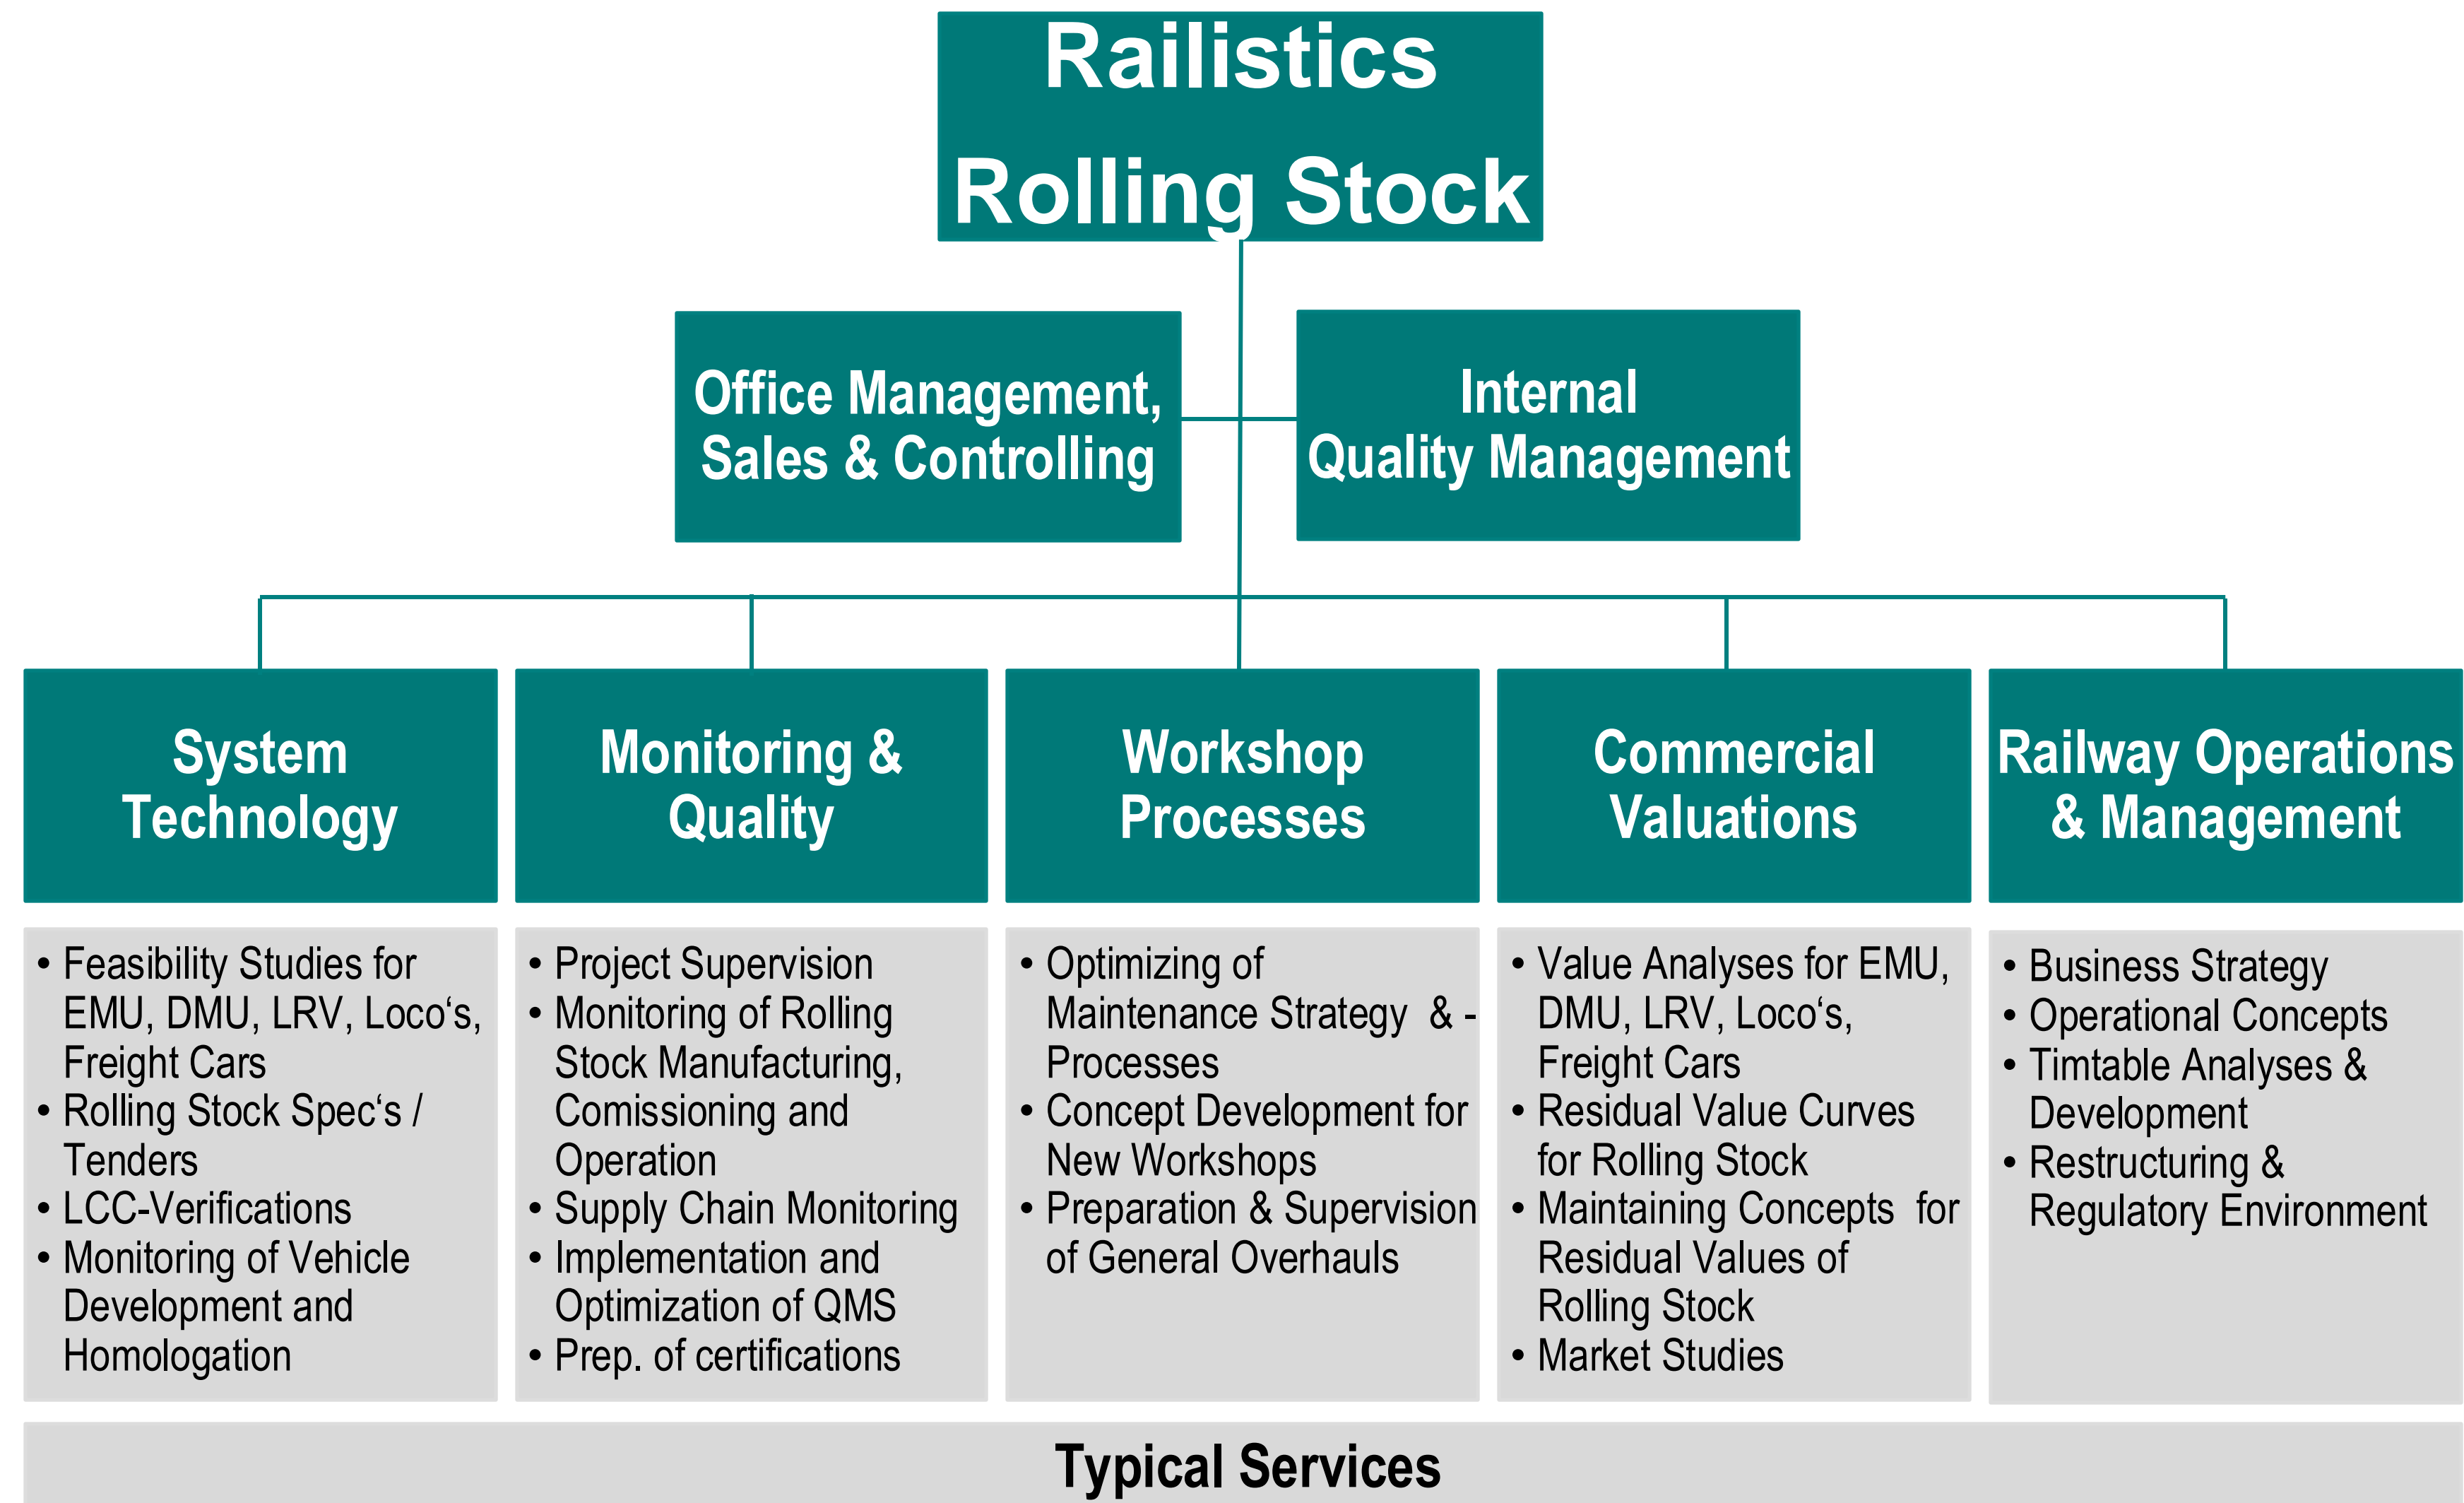 Railistics
Rolling Stock
Office Management,
Sales & Controlling
Internal
Quality Management
System
Technology
Monitoring &
Quality
Workshop
Processes
Commercial
Valuations
Railway Operations
& Management
• Feasibility Studies for
EMU, DMU, LRV, Loco‘s,
Freight Cars
• Rolling Stock Spec‘s /
Tenders
• LCC-Verifications
• Monitoring of Vehicle
Development and
Homologation
• Project Supervision
• Monitoring of Rolling
Stock Manufacturing,
Comissioning and
Operation
• Supply Chain Monitoring
• Implementation and
Optimization of QMS
• Prep. of certifications
• Optimizing of
Maintenance Strategy & -
Processes
• Concept Development for
New Workshops
• Preparation & Supervision
of General Overhauls
• Value Analyses for EMU,
DMU, LRV, Loco‘s,
Freight Cars
• Residual Value Curves
for Rolling Stock
• Maintaining Concepts for
Residual Values of
Rolling Stock
• Market Studies
• Business Strategy
• Operational Concepts
• Timtable Analyses &
Development
• Restructuring &
Regulatory Environment
Typical Services